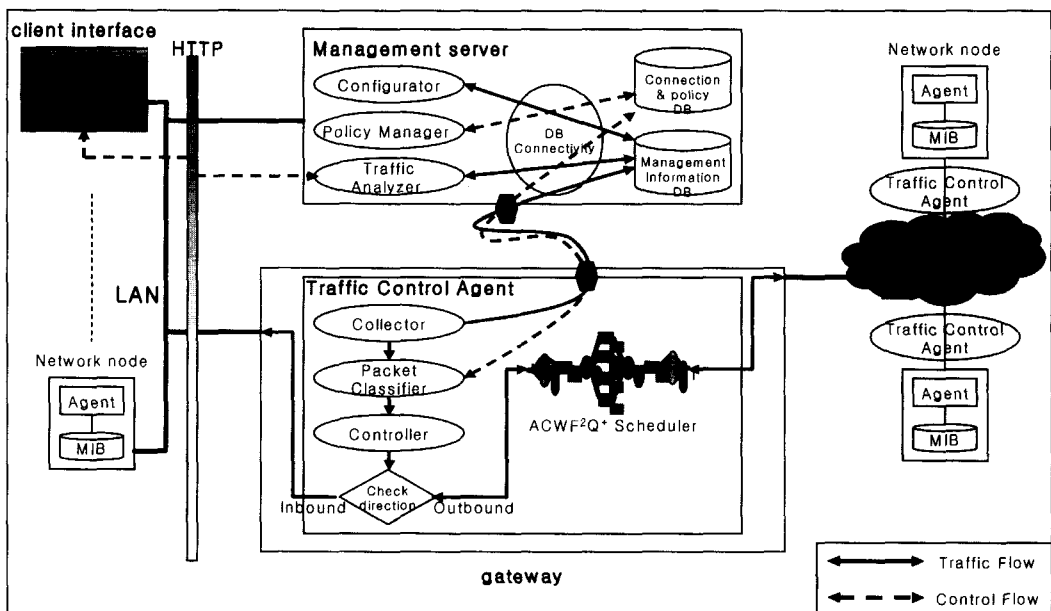 client interface
HTTP
Management server
Configurator
Policy Manager
Traffic
Analyzer
DB
Connectivity
Connection
& policy
DB
Management
Information
DB
Network node
Agent
MIB
Traffic Control
Agent
LAN
Network node
Agent
MIB
Traffic Control Agent
Collector
Packet
Classifier
Controller
Check
direction
Inbound
Outbound
ACWF²Q⁺ Scheduler
gateway
Traffic Control
Agent
Agent
MIB
Traffic Flow
Control Flow